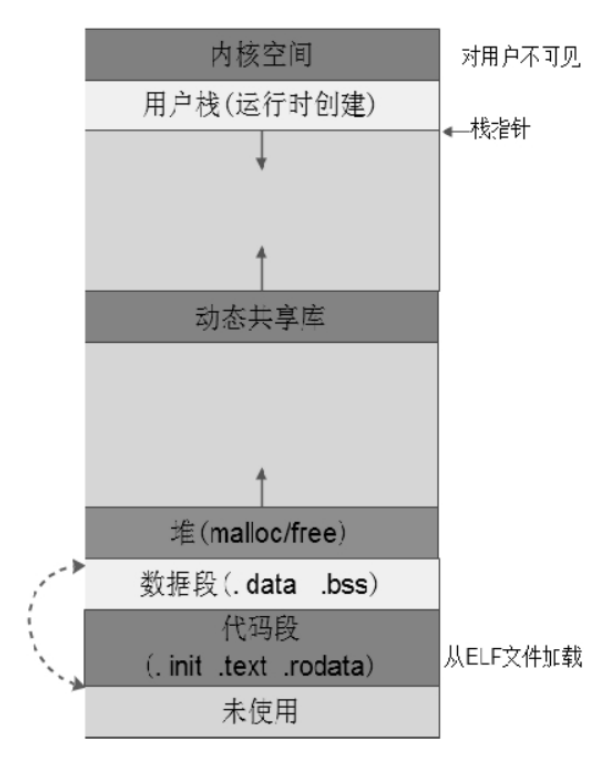 内核空间
对用户不可见
用户栈(运行时创建)
栈指针
动态共享库
堆(malloc/free)
数据段(.data .bss)
代码段
(.init .text .rodata)
从ELF文件加载
未使用